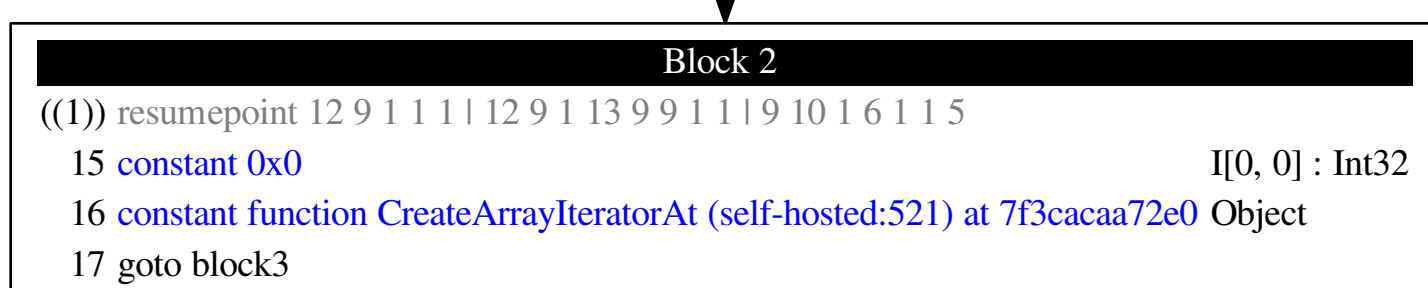 Block 2
((1)) resumepoint 12 9 1 1 1 | 12 9 1 13 9 9 1 1 | 9 10 1 6 1 1 5
15 constant 0x0 I[0, 0] : Int32
16 constant function CreateArrayIteratorAt (self-hosted:521) at 7f3cacaa72e0 Object
17 goto block3